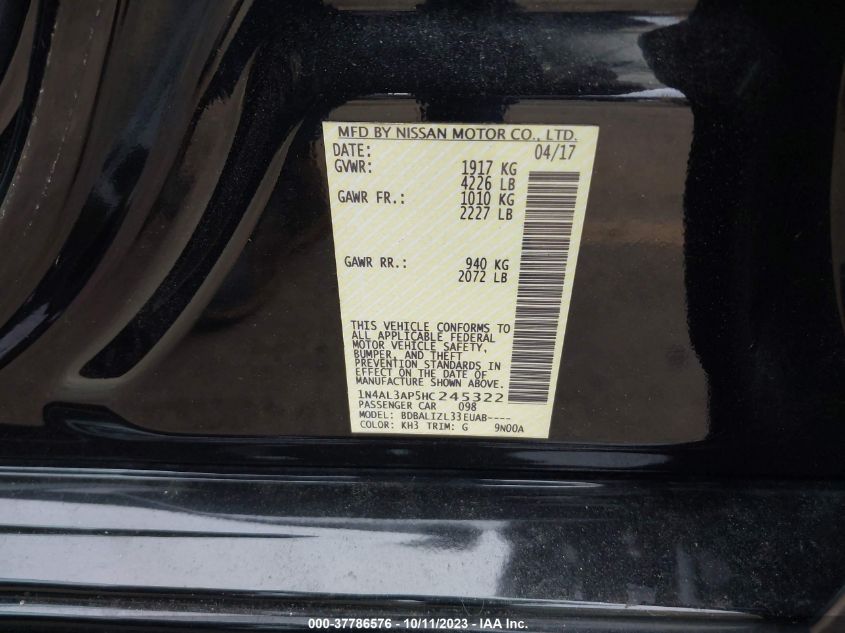 MFD BY NISSAN MOTOR CO., LTD.
DATE: 04/17
GVWR: 1917 KG
4226 LB
GAWR FR.: 1010 KG
2227 LB
GAWR RR.: 940 KG
2072 LB
THIS VEHICLE CONFORMS TO
ALL APPLICABLE FEDERAL
MOTOR VEHICLE SAFETY,
BUMPER, AND THEFT
PREVENTION STANDARDS IN
EFFECT ON THE DATE OF
MANUFACTURE SHOWN ABOVE.
1N4AL3AP5HC245322
PASSENGER CAR 098
MODEL: BDBALIZL33EUAB----
COLOR: KH3 TRIM: G 9N00A
000-37786576 - 10/11/2023 - IAA Inc.